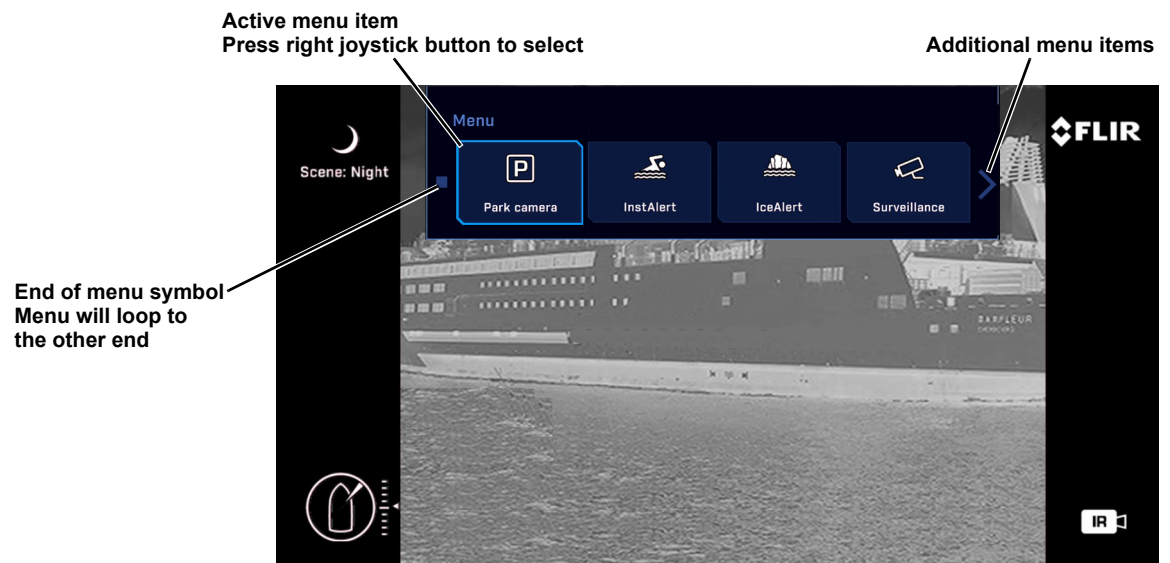 Active menu item
Press right joystick button to select
Additional menu items
Menu
FLIR
Scene: Night
P
Park camera
InstAlert
IceAlert
Surveillance
End of menu symbol
Menu will loop to
the other end
BARFLEUR
CHERBOURG
IR